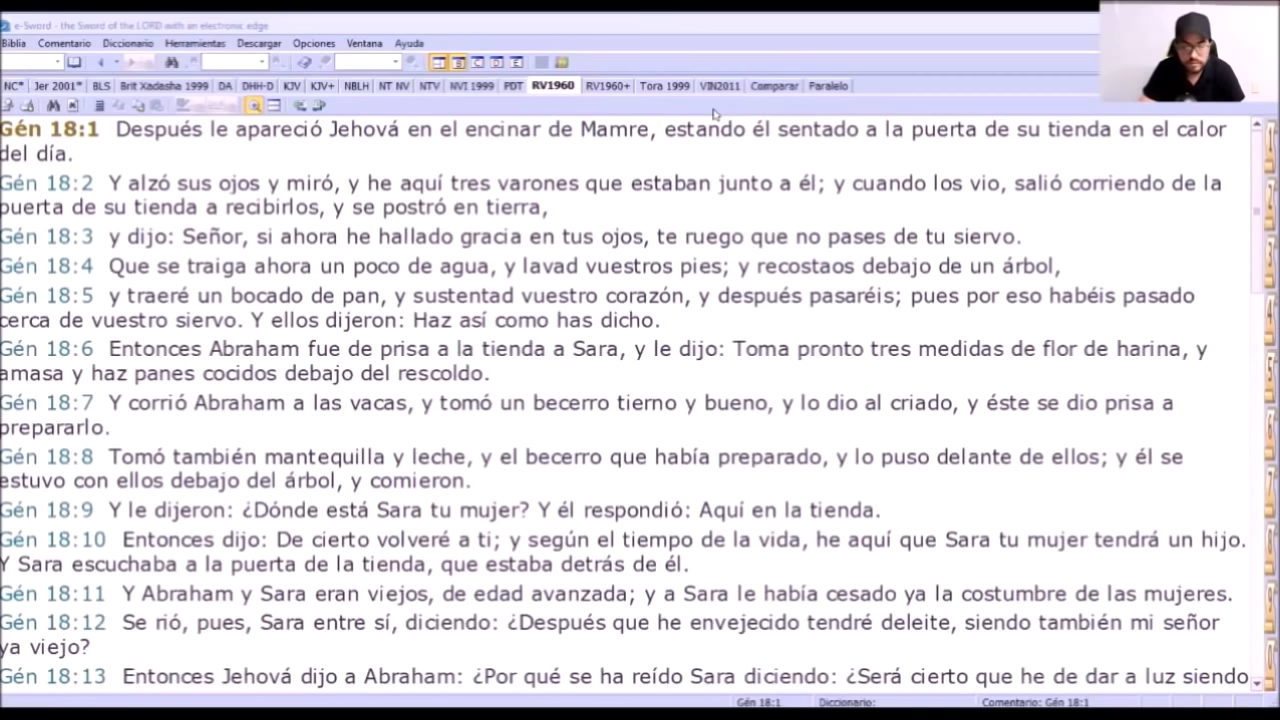 e-Sword - the Sword of the LORD with an electronic edge
Biblia Comentario Diccionario Herramientas Descargar Opciones Ventana Ayuda
NC* Jer 2001* BLS Brit Xadasha 1999 DA DHH-D KJV KJV+ NBLH NT NV NTV NVI 1999 PDT RV1960 RV1960+ Tora 1999 VIN2011 Comparar Paralelo
Gén 18:1 Después le apareció Jehová en el encinar de Mamre, estando él sentado a la puerta de su tienda en el calor
del día.
Gén 18:2 Y alzó sus ojos y miró, y he aquí tres varones que estaban junto a él; y cuando los vio, salió corriendo de la
puerta de su tienda a recibirlos, y se postró en tierra,
Gén 18:3 y dijo: Señor, si ahora he hallado gracia en tus ojos, te ruego que no pases de tu siervo.
Gén 18:4 Que se traiga ahora un poco de agua, y lavad vuestros pies; y recostaos debajo de un árbol,
Gén 18:5 y traeré un bocado de pan, y sustentad vuestro corazón, y después pasaréis; pues por eso habéis pasado
cerca de vuestro siervo. Y ellos dijeron: Haz así como has dicho.
Gén 18:6 Entonces Abraham fue de prisa a la tienda a Sara, y le dijo: Toma pronto tres medidas de flor de harina, y
amasa y haz panes cocidos debajo del rescoldo.
Gén 18:7 Y corrió Abraham a las vacas, y tomó un becerro tierno y bueno, y lo dio al criado, y éste se dio prisa a
prepararlo.
Gén 18:8 Tomó también mantequilla y leche, y el becerro que había preparado, y lo puso delante de ellos; y él se
estuvo con ellos debajo del árbol, y comieron.
Gén 18:9 Y le dijeron: ¿Dónde está Sara tu mujer? Y él respondió: Aquí en la tienda.
Gén 18:10 Entonces dijo: De cierto volveré a ti; y según el tiempo de la vida, he aquí que Sara tu mujer tendrá un hijo.
Y Sara escuchaba a la puerta de la tienda, que estaba detrás de él.
Gén 18:11 Y Abraham y Sara eran viejos, de edad avanzada; y a Sara le había cesado ya la costumbre de las mujeres.
Gén 18:12 Se rió, pues, Sara entre sí, diciendo: ¿Después que he envejecido tendré deleite, siendo también mi señor
ya viejo?
Gén 18:13 Entonces Jehová dijo a Abraham: ¿Por qué se ha reído Sara diciendo: ¿Será cierto que he de dar a luz siendo
Gén 18:1 Diccionario: Comentario: Gén 18:1